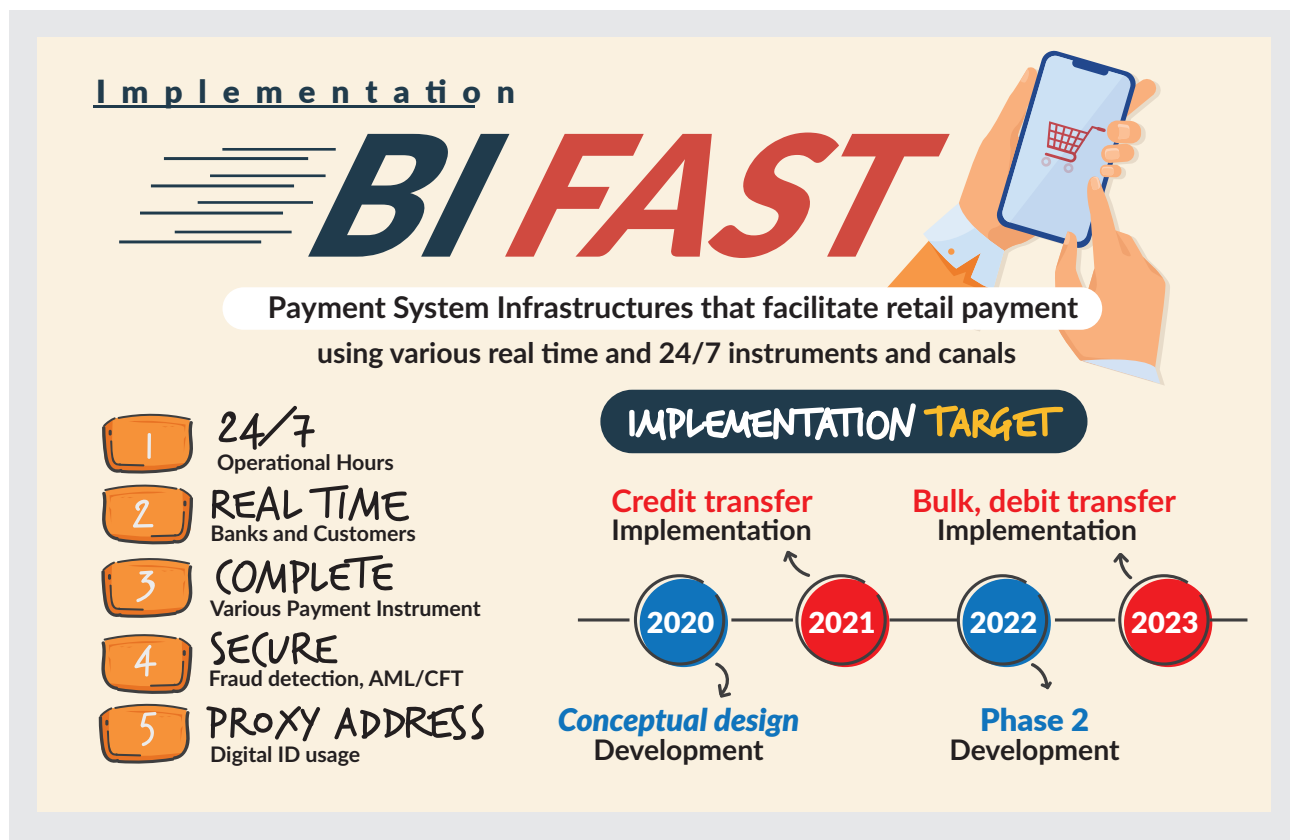 Implementation
BI FAST
Payment System Infrastructures that facilitate retail payment
using various real time and 24/7 instruments and canals
1
24/7
Operational Hours
2
REAL TIME
Banks and Customers
3
COMPLETE
Various Payment Instrument
4
SECURE
Fraud detection, AML/CFT
5
PROXY ADDRESS
Digital ID usage
IMPLEMENTATION TARGET
Credit transfer
Implementation
Bulk, debit transfer
Implementation
2020
2021
2022
2023
Conceptual design
Development
Phase 2
Development